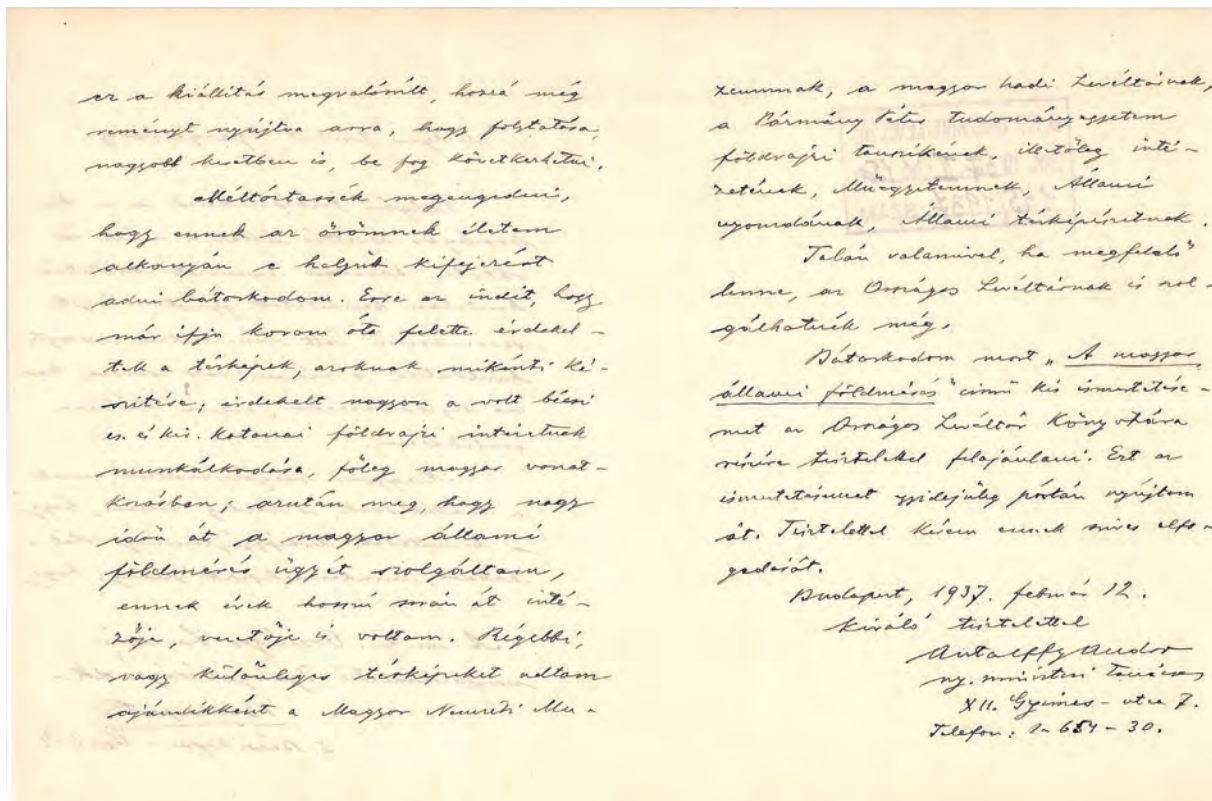 ez a kiállítás megvalósult, hozzá még
reményt nyújtva arra, hogy folytatása,
nagyobb keretben is, be fog következhetni.
Méltóztassék megengedni,
hogy ennek az örömnek életem
alkonyán e helyütt kifejezést
adni bátorkodom. Erre az indít, hogy
már ifju korom óta felette érdekel-
tek a térképek, azoknak mikénti ké-
szitése; érdekelt nagyon a volt bécsi
cs. és kir. Katonai földrajzi intézetnek
munkálkodása, főleg magyar vonat-
kozásban; azután meg, hogy nagy
időn át a magyar állami
földmérés ügyét szolgáltam,
ennek évek hosszú során át inté-
zője, vezetője is voltam. Régebbi,
vagy különleges térképeket adtam
ajándékként a Magyar Nemzeti Mu-
zeumnak, a magyar hadi Levéltárnak,
a Pázmány Péter tudományegyetem
földrajzi tanszékének, illetőleg inté-
zetének, Műegyetemnek, Állami
nyomdának, Állami térképészetnek.
Talán valamivel, ha megfelelő
lenne, az Országos Levéltárnak is szol-
gálhatnék még.
Bátorkodom most „A magyar
állami földmérés" című kis ismertetése-
met az Országos Levéltár Könyvtára
részére tisztelettel felajánlani. Ezt az
ismertetésemet egyidejüleg postán nyújtom
át. Tisztelettel kérem ennek szives elfo-
gadását.
Budapest, 1937. február 12.
Kiváló tisztelettel
Antalffy Andor
ny. miniszteri tanácsos
XII. Gyimes-utca 7.
Telefon: 1-654-30.